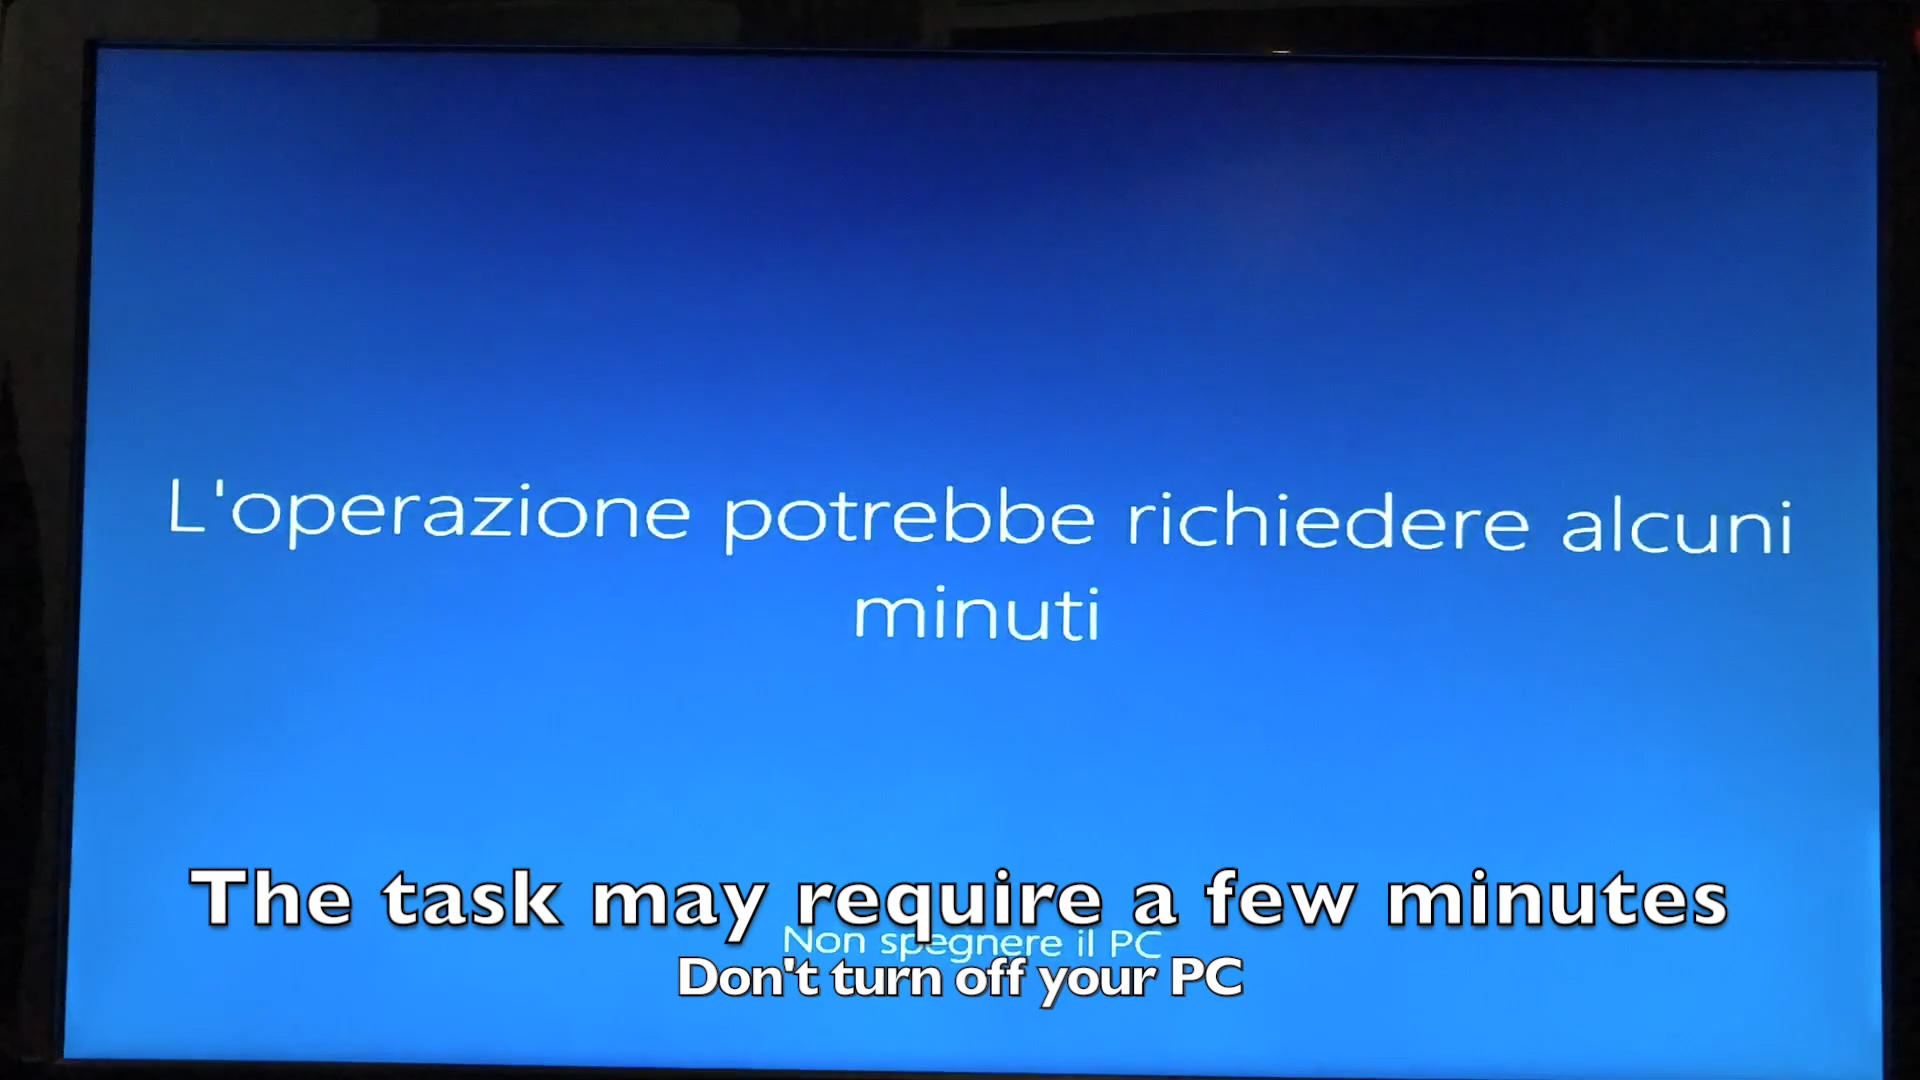 L'operazione potrebbe richiedere alcuni
minuti
The task may require a few minutes
Non spegnere il PC
Don't turn off your PC